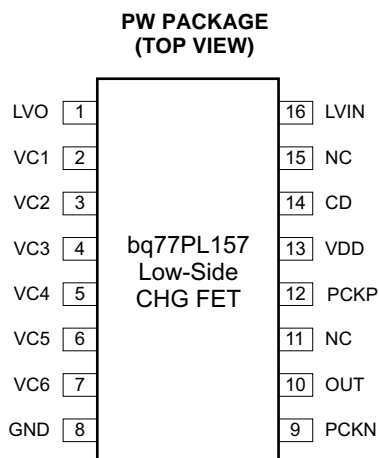 PW PACKAGE
(TOP VIEW)
LVO 1
VC1 2
VC2 3
VC3 4
VC4 5
VC5 6
VC6 7
GND 8
bq77PL157
Low-Side
CHG FET
16 LVIN
15 NC
14 CD
13 VDD
12 PCKP
11 NC
10 OUT
9 PCKN